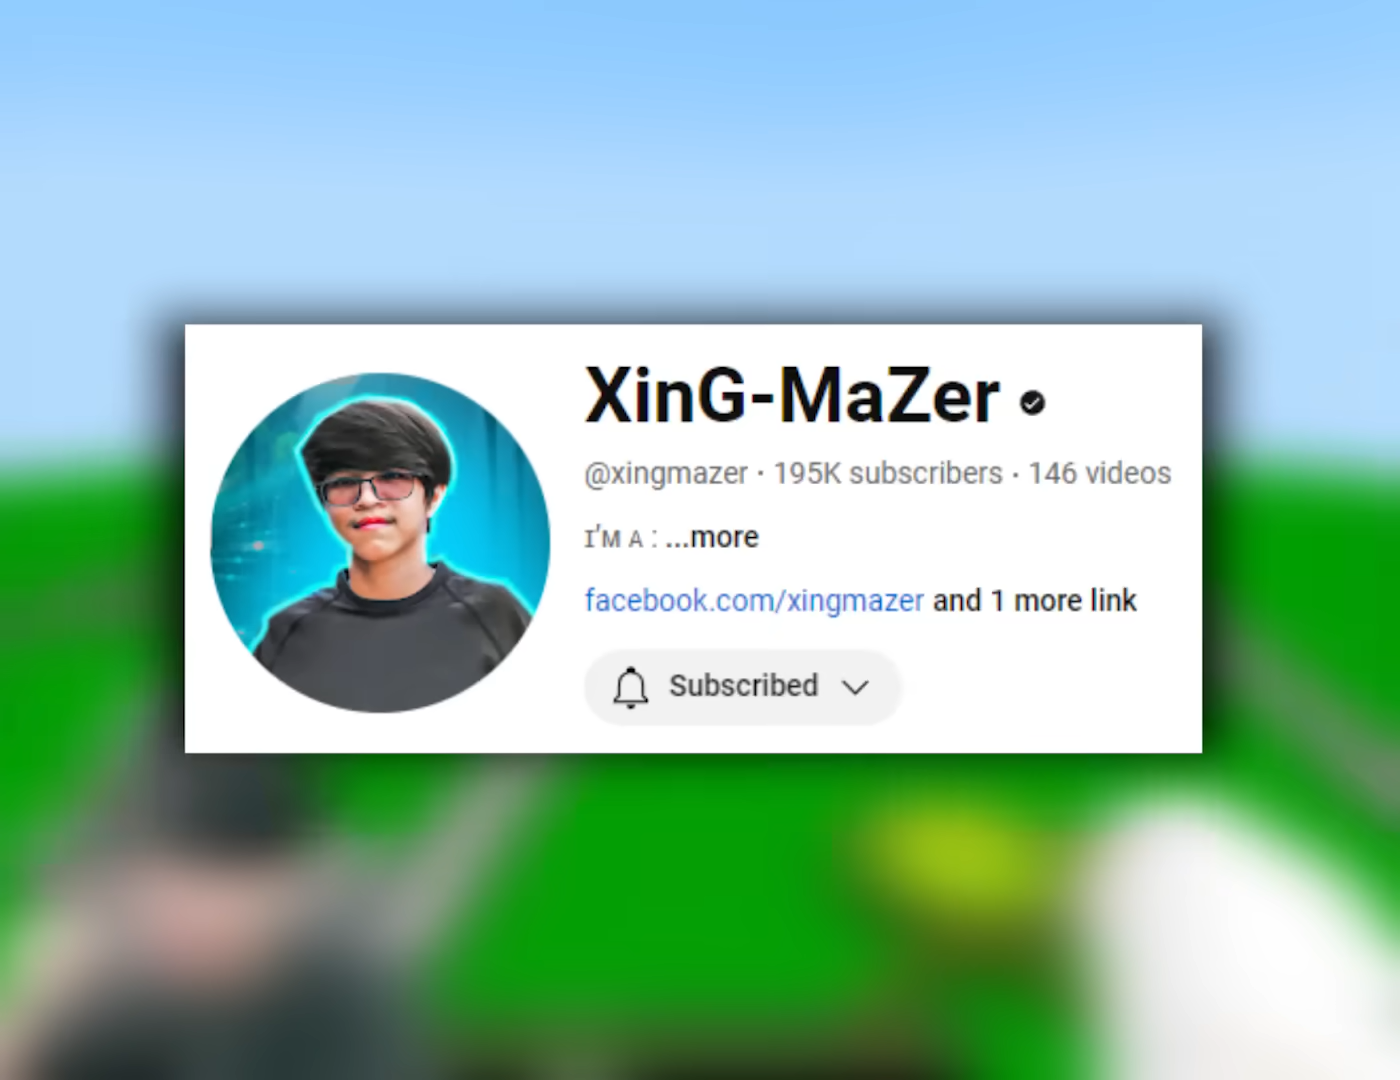 XinG-MaZer
@xingmazer · 195K subscribers · 146 videos
ɪ'ᴍ ᴀ : ...more
facebook.com/xingmazer and 1 more link
Subscribed